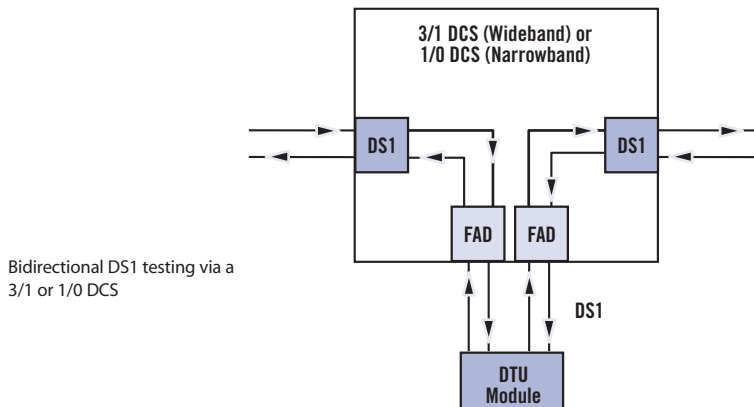 3/1 DCS (Wideband) or
1/0 DCS (Narrowband)
DS1
DS1
FAD
FAD
Bidirectional DS1 testing via a
3/1 or 1/0 DCS
DS1
DTU
Module